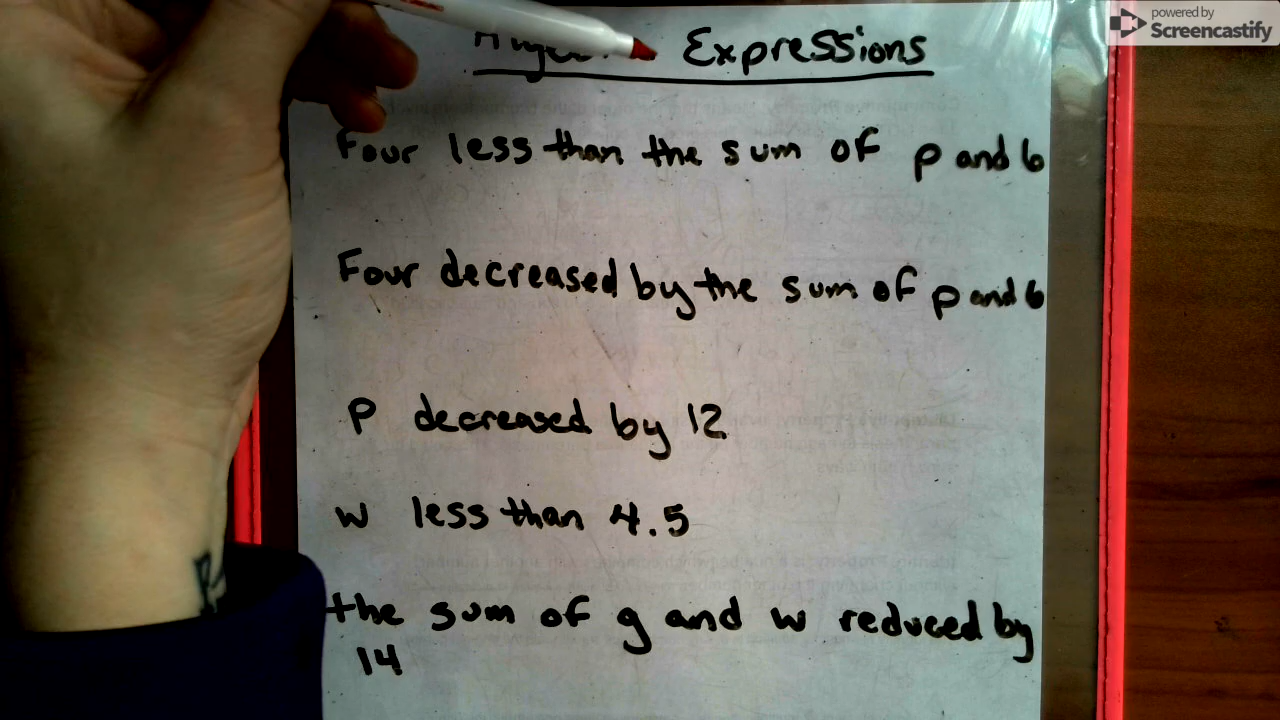 powered by
Screencastify
Expressions
Four less than the sum of p and 6
Four decreased by the sum of p and 6
P decreased by 12
w less than 4.5
the sum of g and w reduced by
14